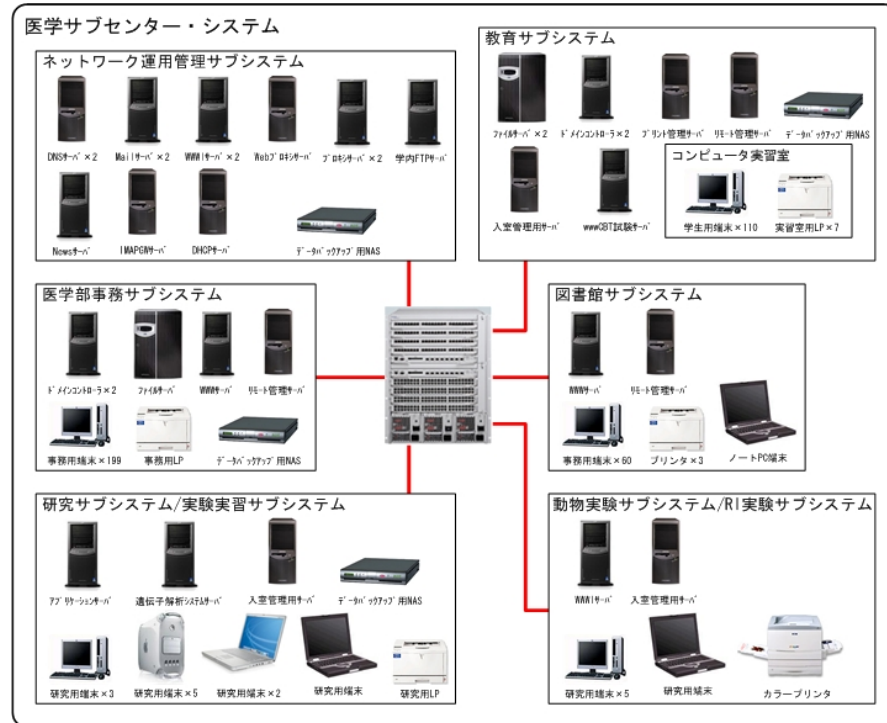 医学サブセンター・システム
ネットワーク運用管理サブシステム
DNSサーバ×2
Mailサーバ×2
WWWサーバ×2
Webプロキシサーバ
プロキシサーバ×2
学内FTPサーバ
Newsサーバ
IMAPGWサーバ
DHCPサーバ
データバックアップ用NAS
教育サブシステム
ファイルサーバ×2
ドメインコントローラ×2
プリント管理サーバ
リモート管理サーバ
データバックアップ用NAS
入室管理用サーバ
wwwCBT試験サーバ
コンピュータ実習室
学生用端末×110
実習室用LP×7
医学部事務サブシステム
ドメインコントローラ×2
ファイルサーバ
WWWサーバ
リモート管理サーバ
事務用端末×199
事務用LP
データバックアップ用NAS
図書館サブシステム
WWWサーバ
リモート管理サーバ
事務用端末×60
プリンタ×3
ノートPC端末
研究サブシステム/実験実習サブシステム
アプリケーションサーバ
遺伝子解析システムサーバ
入室管理用サーバ
データバックアップ用NAS
研究用端末×3
研究用端末×5
研究用端末×2
研究用端末
研究用LP
動物実験サブシステム/RI実験サブシステム
WWWサーバ
入室管理用サーバ
研究用端末×5
研究用端末
カラープリンタ